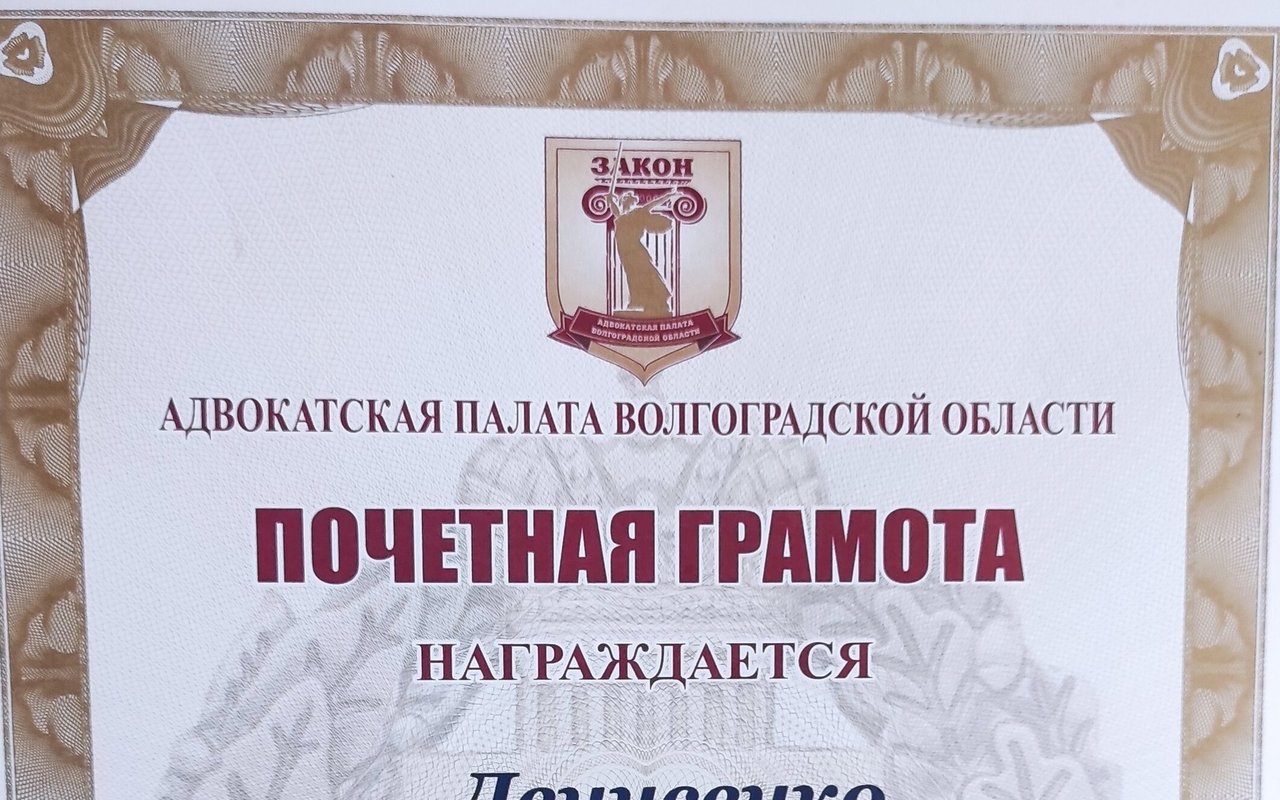 ЗАКОН
АДВОКАТСКАЯ ПАЛАТА
ВОЛГОГРАДСКОЙ ОБЛАСТИ
АДВОКАТСКАЯ ПАЛАТА ВОЛГОГРАДСКОЙ ОБЛАСТИ
ПОЧЕТНАЯ ГРАМОТА
НАГРАЖДАЕТСЯ